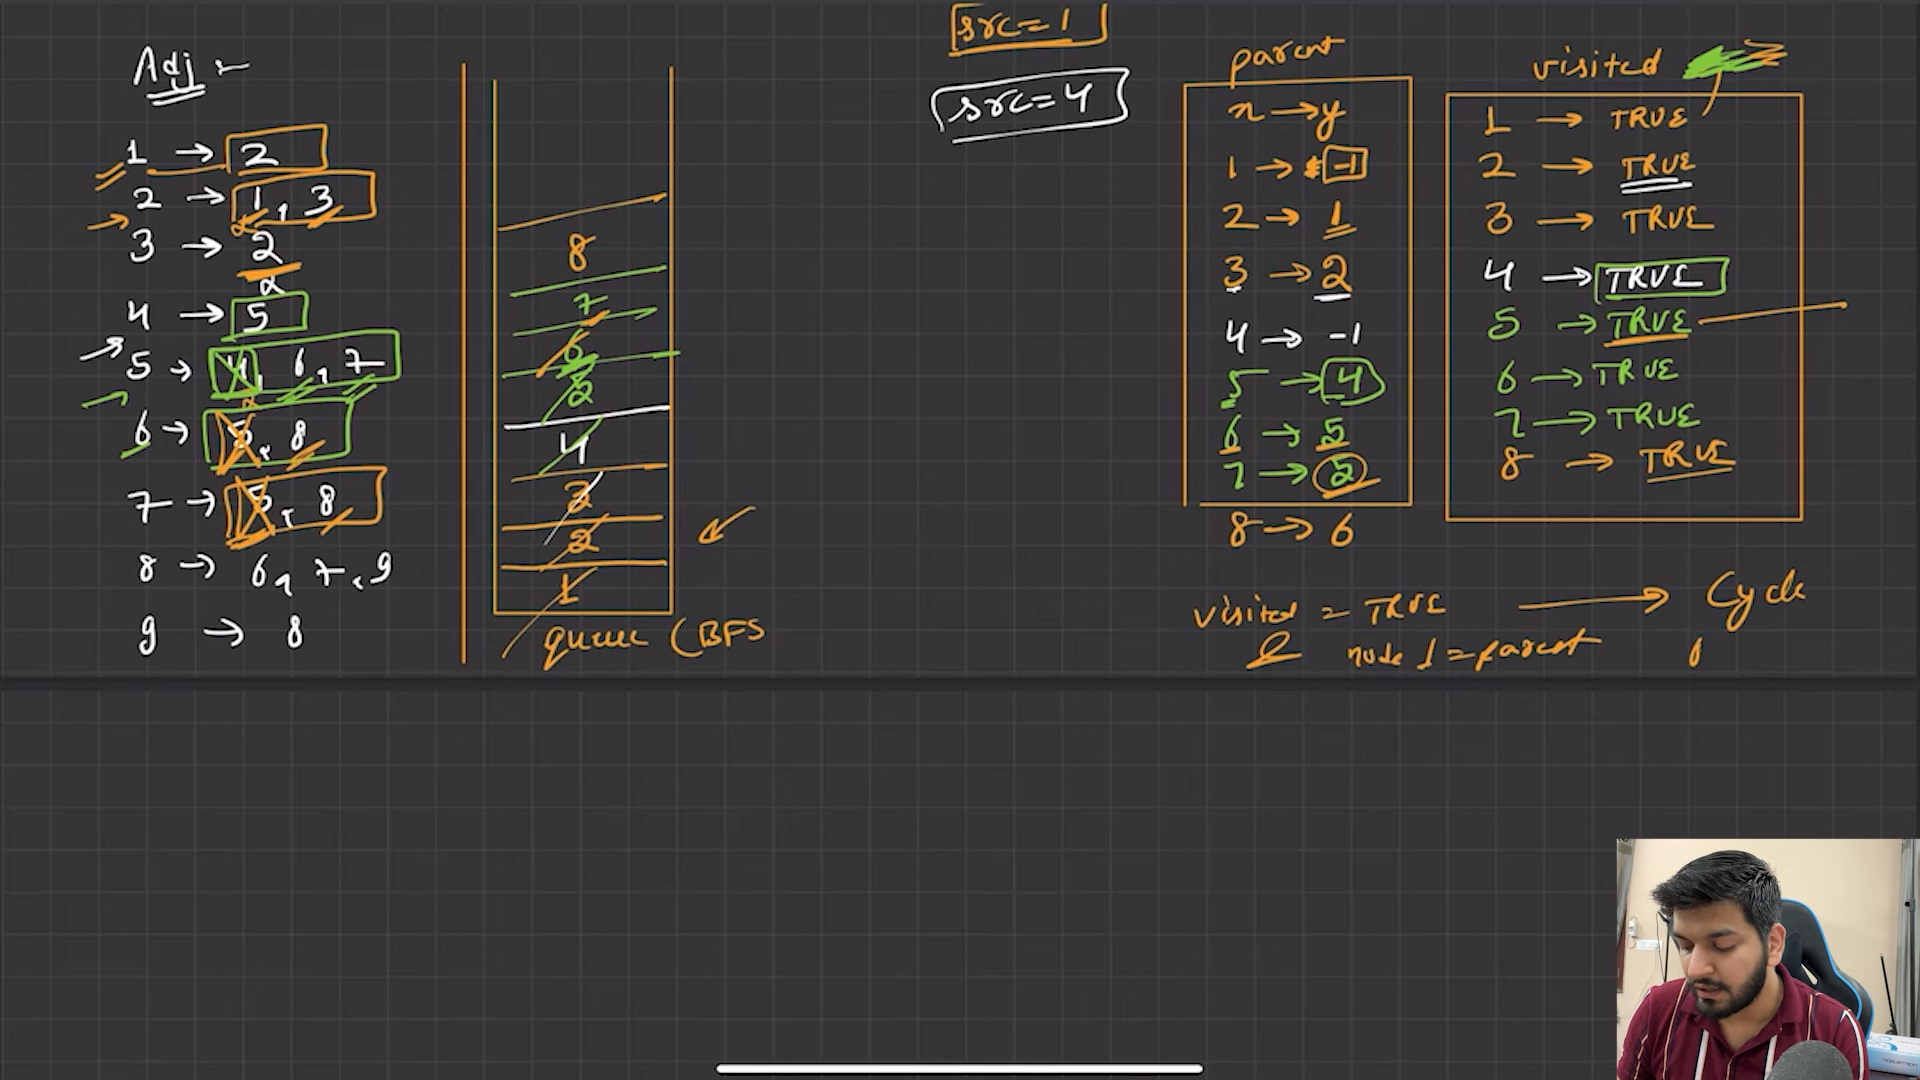 Adj
1 → 2
2 → 1, 3
3 → 2
4 → 5
5 → 4, 6, 7
6 → 5, 8
7 → 5, 8
8 → 6, 7, 9
9 → 8
8
7
6
5
4
3
2
1
queue (BFS
src=1
src=4
parent
x → y
1 → -1
2 → 1
3 → 2
4 → -1
5 → 4
6 → 5
7 → 5
8 → 6
visited
1 → TRUE
2 → TRUE
3 → TRUE
4 → TRUE
5 → TRUE
6 → TRUE
7 → TRUE
8 → TRUE
visited = TRUE → Cycle
& node != parent